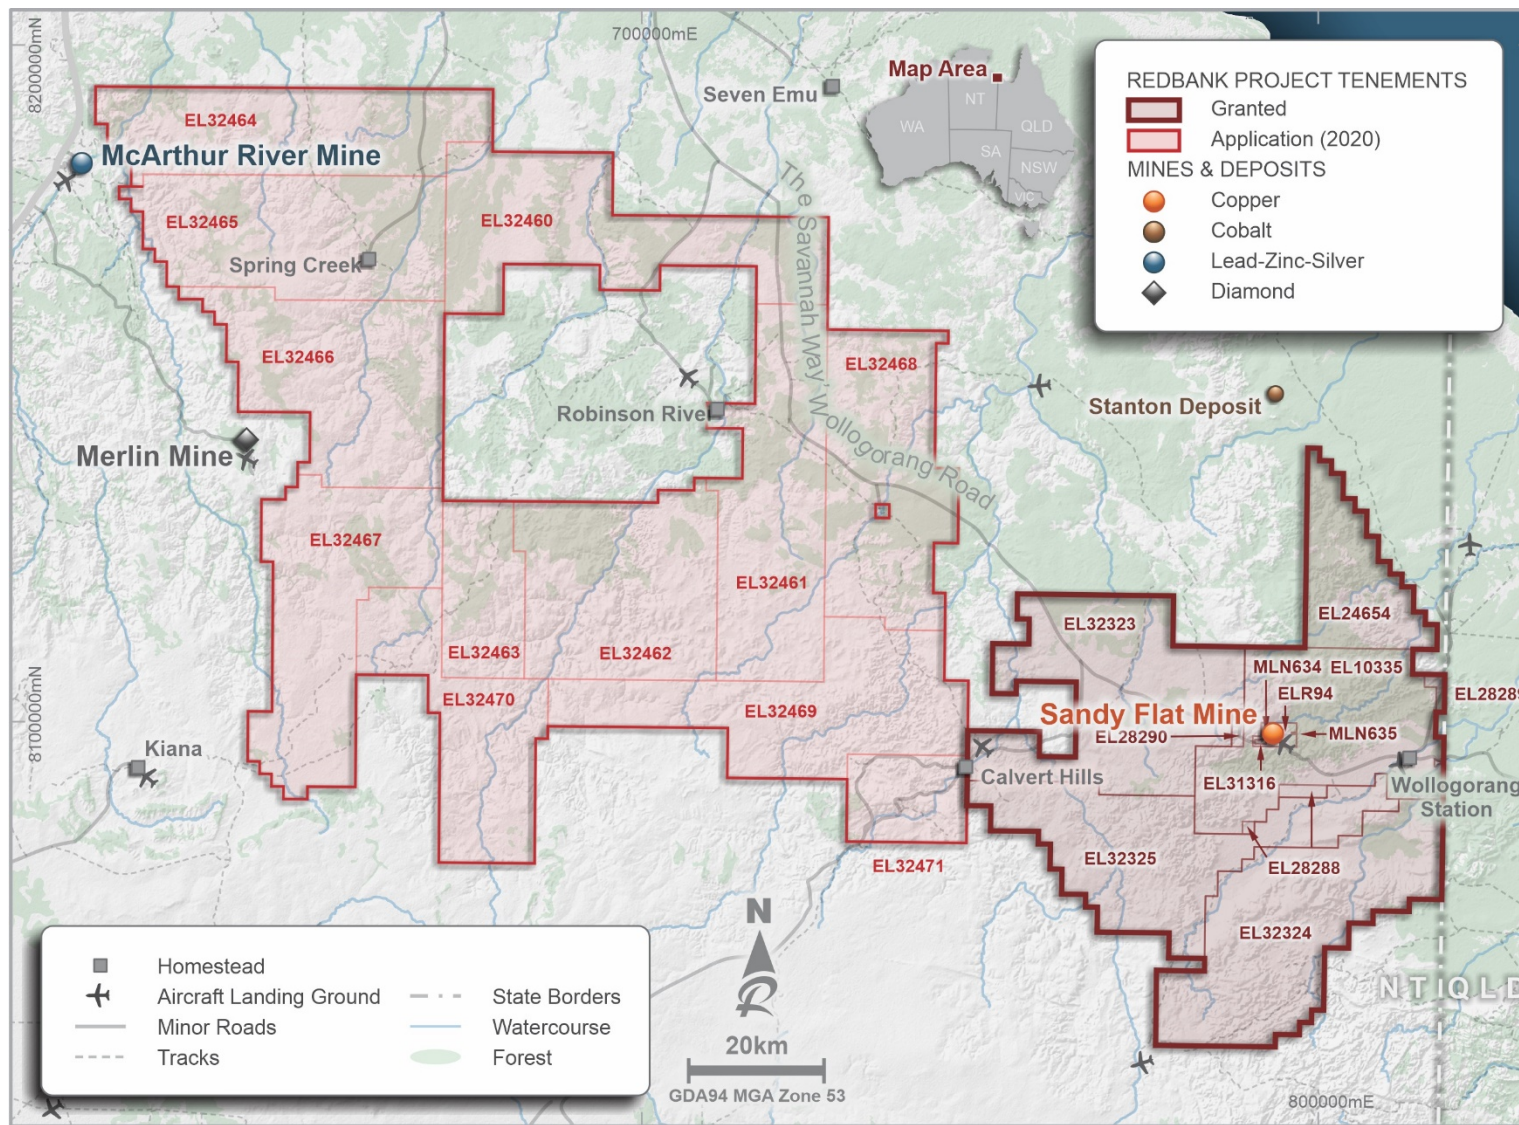 700000mE
8200000mN
8100000mN
800000mE
Map Area
WA
NT
QLD
SA
NSW
VIC
REDBANK PROJECT TENEMENTS
Granted
Application (2020)
MINES & DEPOSITS
Copper
Cobalt
Lead-Zinc-Silver
Diamond
Seven Emu
EL32464
McArthur River Mine
EL32465
EL32460
Spring Creek
The Savannah Way
Wollogorang Road
EL32466
EL32468
Robinson River
Stanton Deposit
Merlin Mine
EL32467
EL32461
EL32463
EL32462
EL32470
EL32469
EL32471
EL32323
EL24654
MLN634
EL10335
ELR94
EL28289
Sandy Flat Mine
EL28290
MLN635
Kiana
Calvert Hills
EL31316
Wollogorang
Station
EL32325
EL28288
EL32324
NT
QLD
Homestead
Aircraft Landing Ground
Minor Roads
Tracks
State Borders
Watercourse
Forest
N
R
20km
GDA94 MGA Zone 53